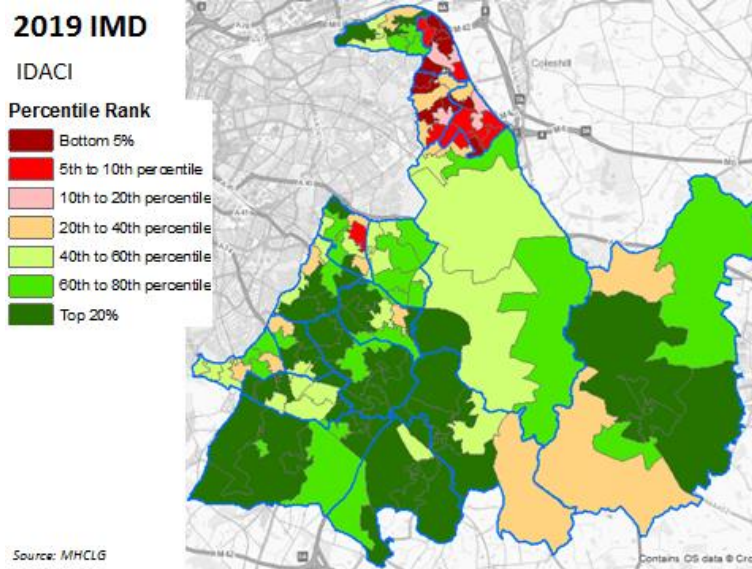 2019 IMD
IDACI
Percentile Rank
Bottom 5%
5th to 10th percentile
10th to 20th percentile
20th to 40th percentile
40th to 60th percentile
60th to 80th percentile
Top 20%
Source: MHCLG
Coleshill
M 42
Contains OS data © Cro